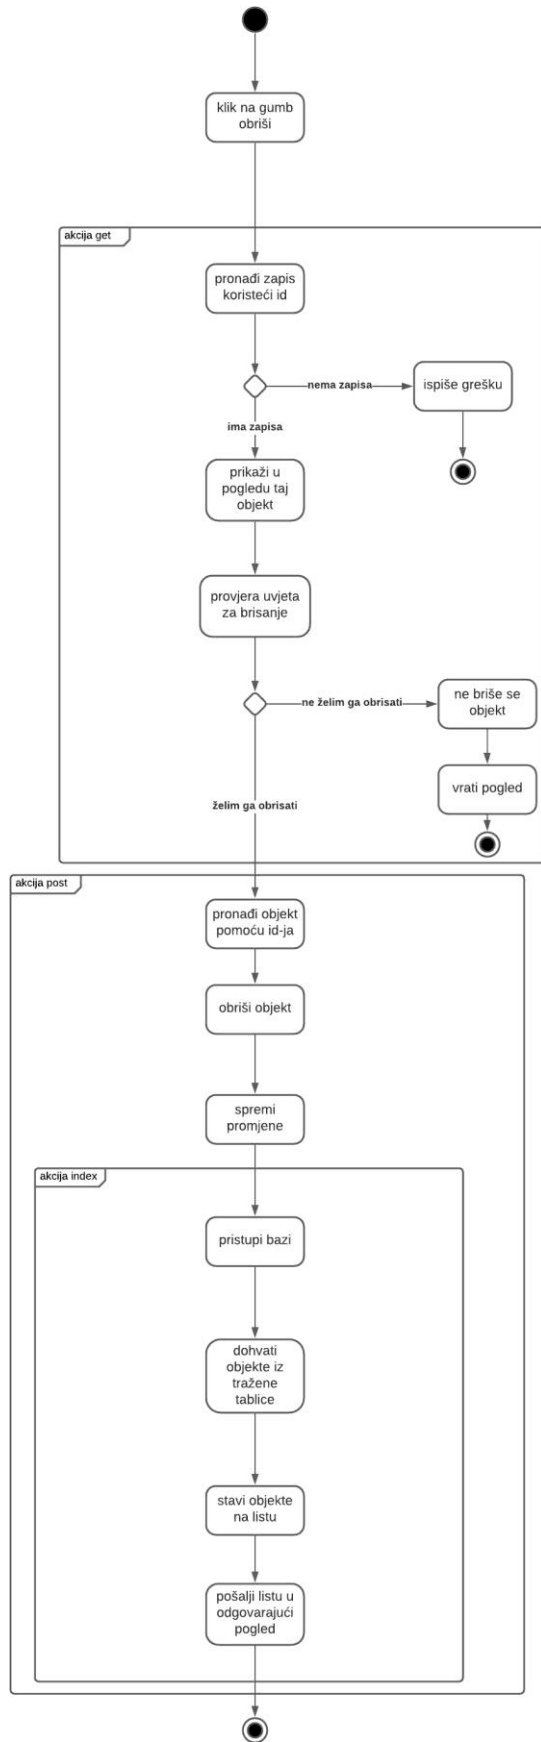 klik na gumb
obriši
akcija get
pronađi zapis
koristeći id
nema zapisa
ispiše grešku
ima zapisa
prikaži u
pogledu taj
objekt
provjera uvjeta
za brisanje
ne želim ga obrisati
ne briše se
objekt
vrati pogled
želim ga obrisati
akcija post
pronađi objekt
pomoću id-ja
obriši objekt
spremi
promjene
akcija index
pristupi bazi
dohvati
objekte iz
tražene
tablice
stavi objekte
na listu
pošalji listu u
odgovarajući
pogled